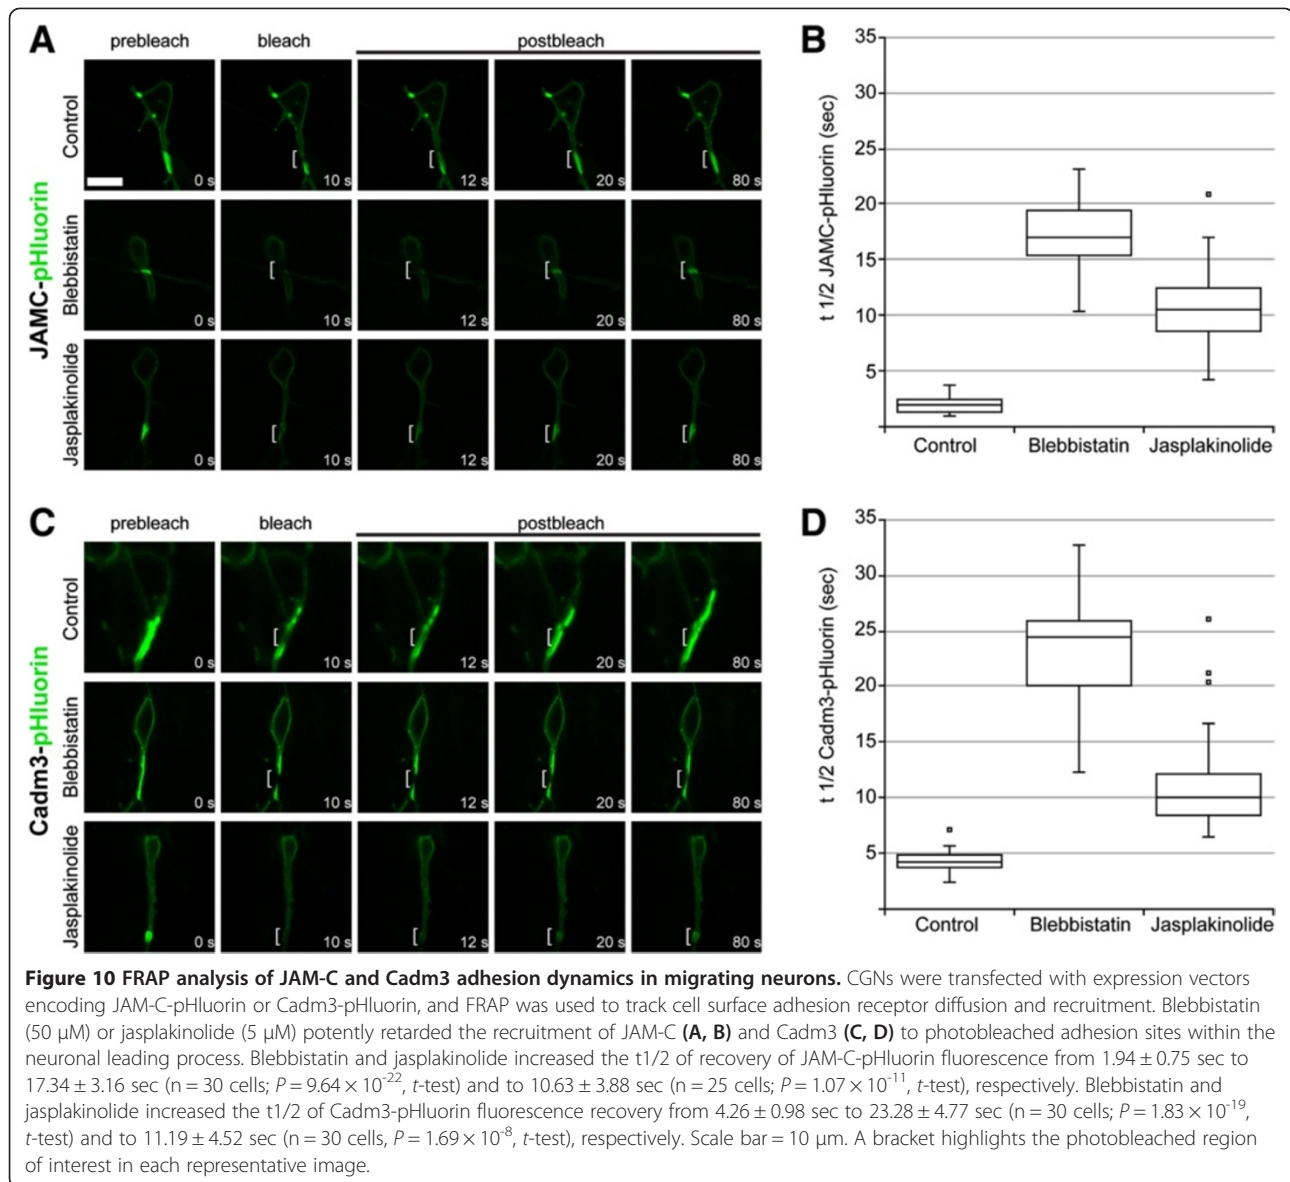 A
prebleach bleach postbleach
JAMC-pHluorin
Control
0 s 10 s 12 s 20 s 80 s
Blebbistatin
0 s 10 s 12 s 20 s 80 s
Jasplakinolide
0 s 10 s 12 s 20 s 80 s
B
t 1/2 JAMC-pHluorin (sec)
35
30
25
20
15
10
5
Control Blebbistatin Jasplakinolide
C
prebleach bleach postbleach
Cadm3-pHluorin
Control
0 s 10 s 12 s 20 s 80 s
Blebbistatin
0 s 10 s 12 s 20 s 80 s
Jasplakinolide
0 s 10 s 12 s 20 s 80 s
D
t 1/2 Cadm3-pHluorin (sec)
35
30
25
20
15
10
5
Control Blebbistatin Jasplakinolide
Figure 10 FRAP analysis of JAM-C and Cadm3 adhesion dynamics in migrating neurons. CGNs were transfected with expression vectors
encoding JAM-C-pHluorin or Cadm3-pHluorin, and FRAP was used to track cell surface adhesion receptor diffusion and recruitment. Blebbistatin
(50 μM) or jasplakinolide (5 μM) potently retarded the recruitment of JAM-C (A, B) and Cadm3 (C, D) to photobleached adhesion sites within the
neuronal leading process. Blebbistatin and jasplakinolide increased the t1/2 of recovery of JAM-C-pHluorin fluorescence from 1.94 ± 0.75 sec to
17.34 ± 3.16 sec (n = 30 cells; P = 9.64 × 10⁻²², t-test) and to 10.63 ± 3.88 sec (n = 25 cells; P = 1.07 × 10⁻¹¹, t-test), respectively. Blebbistatin and
jasplakinolide increased the t1/2 of Cadm3-pHluorin fluorescence recovery from 4.26 ± 0.98 sec to 23.28 ± 4.77 sec (n = 30 cells; P = 1.83 × 10⁻¹⁹,
t-test) and to 11.19 ± 4.52 sec (n = 30 cells, P = 1.69 × 10⁻⁸, t-test), respectively. Scale bar = 10 μm. A bracket highlights the photobleached region
of interest in each representative image.